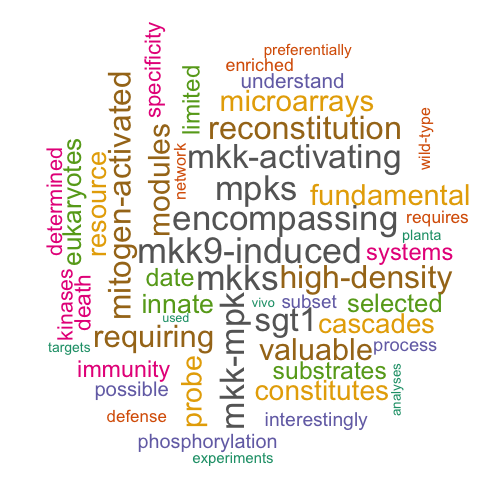 preferentially
enriched
understand
microarrays
reconstitution
mkk-activating
mpks
fundamental
encompassing
requires
planta
mkk9-induced
systems
mkks
high-density
date
innate
vivo
subset
selected
used
sgt1
cascades
requiring
valuable
process
targets
immunity
substrates
possible
constitutes
defense
interestingly
phosphorylation
experiments
specificity
limited
mitogen-activated
modules
network
wild-type
determined
eukaryotes
resource
kinases
death
mkk-mpk
probe
analyses